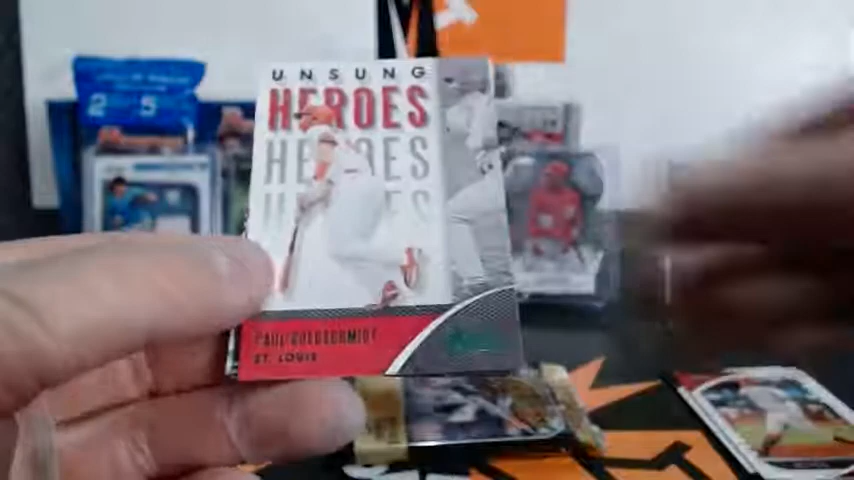 UNSUNG
HEROES
HEROES
HEROES
PAUL GOLDSCHMIDT
ST. LOUIS